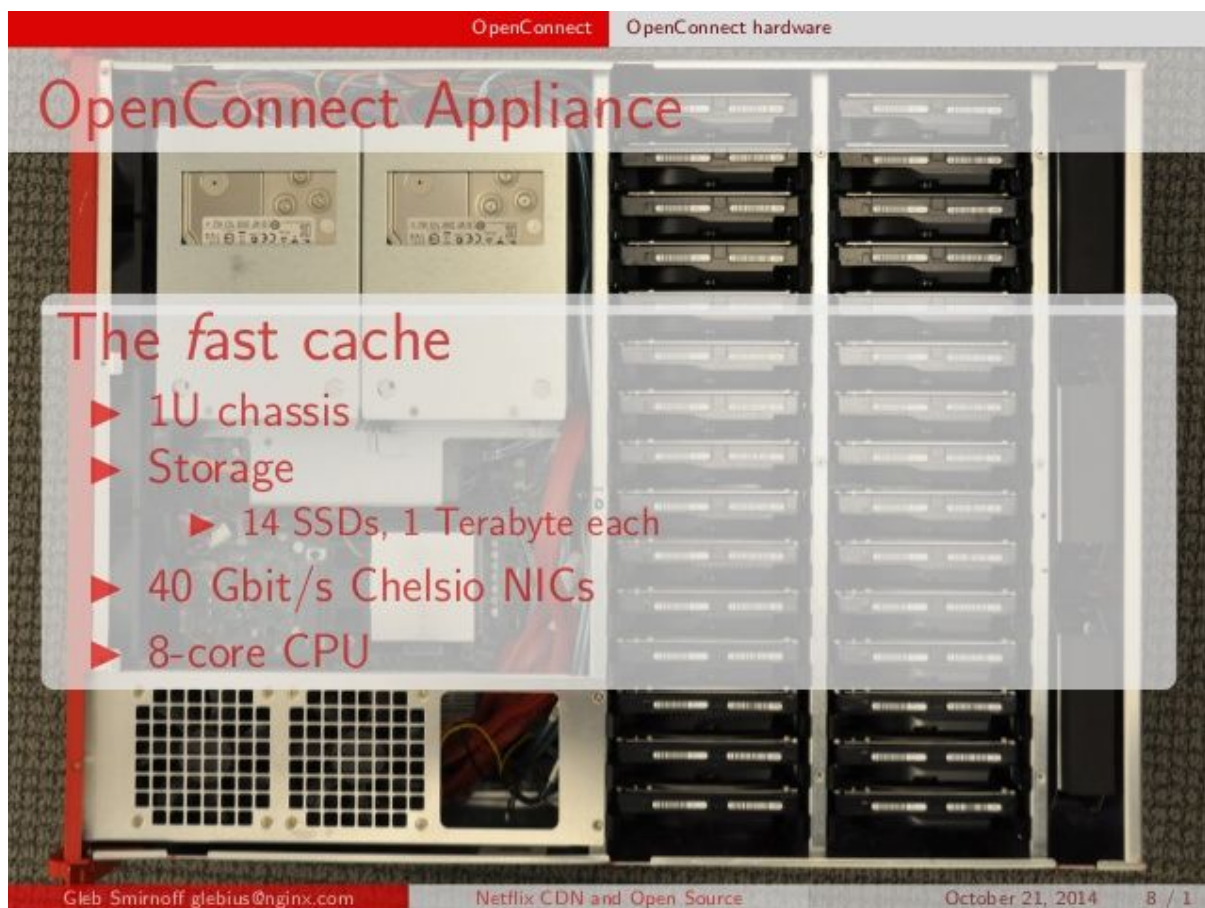 OpenConnect OpenConnect hardware
OpenConnect Appliance
The fast cache
▶ 1U chassis
▶ Storage
▶ 14 SSDs, 1 Terabyte each
▶ 40 Gbit/s Chelsio NICs
▶ 8-core CPU
Gleb Smirnoff glebius@nginx.com Netflix CDN and Open Source October 21, 2014 8 / 1